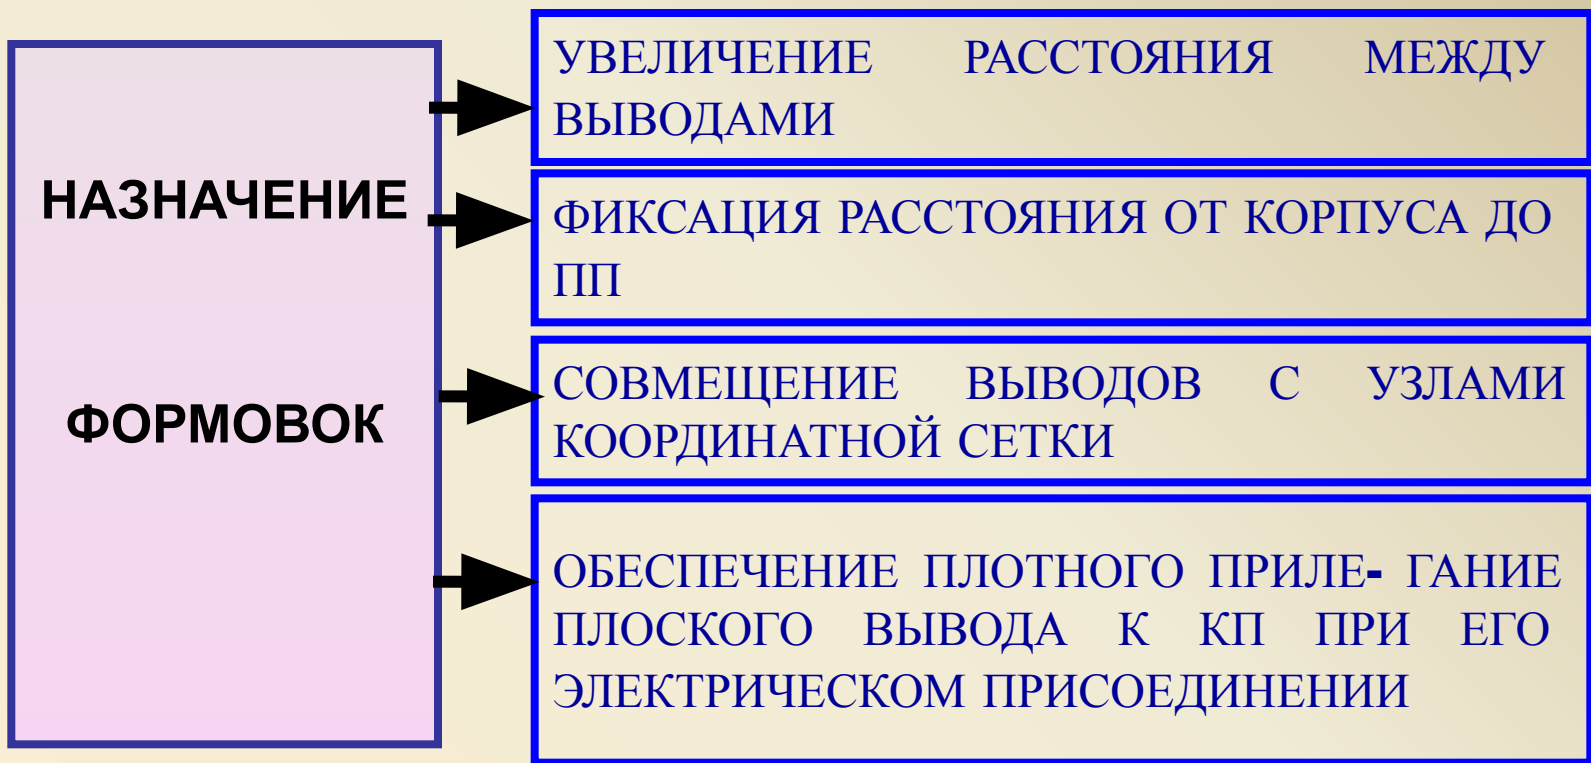 НАЗНАЧЕНИЕ
ФОРМОВОК
УВЕЛИЧЕНИЕ РАССТОЯНИЯ МЕЖДУ
ВЫВОДАМИ
ФИКСАЦИЯ РАССТОЯНИЯ ОТ КОРПУСА ДО
ПП
СОВМЕЩЕНИЕ ВЫВОДОВ С УЗЛАМИ
КООРДИНАТНОЙ СЕТКИ
ОБЕСПЕЧЕНИЕ ПЛОТНОГО ПРИЛЕ- ГАНИЕ
ПЛОСКОГО ВЫВОДА К КП ПРИ ЕГО
ЭЛЕКТРИЧЕСКОМ ПРИСОЕДИНЕНИИ